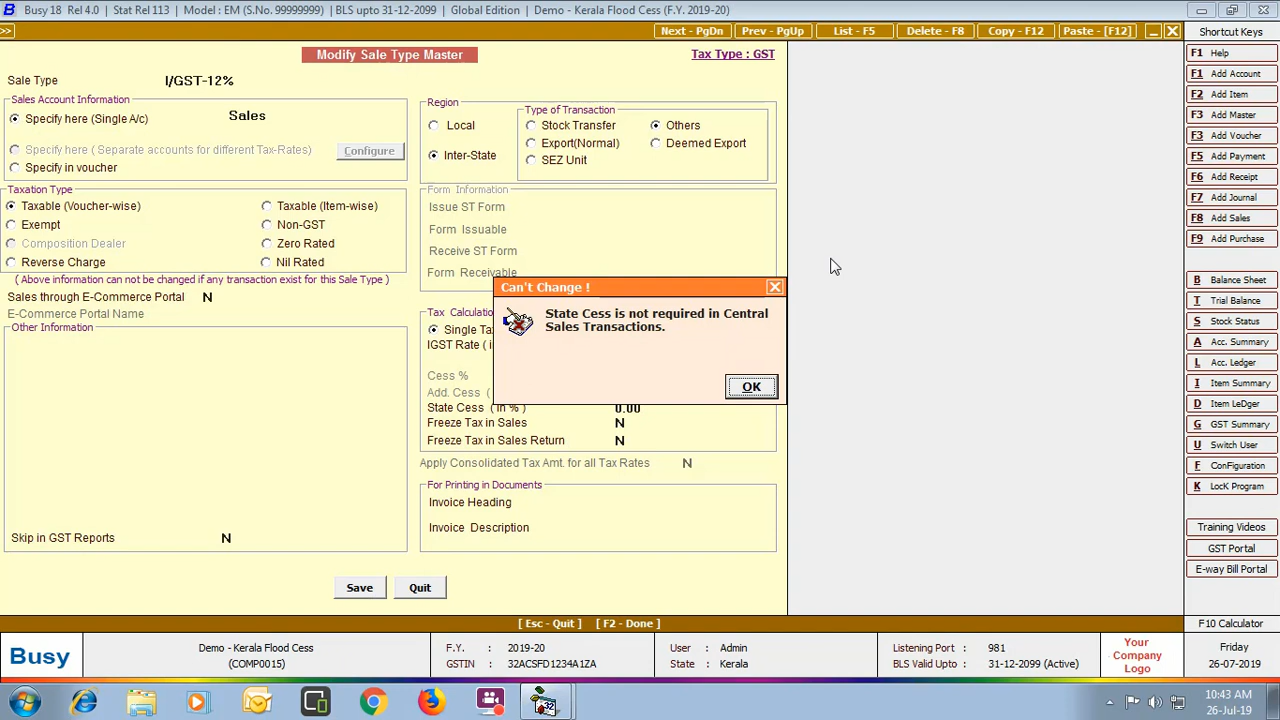 Busy 18 Rel 4.0 | Stat Rel 113 | Model : EM (S.No. 99999999) | BLS upto 31-12-2099 | Global Edition | Demo - Kerala Flood Cess (F.Y. 2019-20)
>> Next - PgDn Prev - PgUp List - F5 Delete - F8 Copy - F12 Paste - [F12]
Modify Sale Type Master
Tax Type : GST
Sale Type I/GST-12%
Sales Account Information
Specify here (Single A/c) Sales
Specify here ( Separate accounts for different Tax-Rates) Configure
Specify in voucher
Taxation Type
Taxable (Voucher-wise) Taxable (Item-wise)
Exempt Non-GST
Composition Dealer Zero Rated
Reverse Charge Nil Rated
( Above information can not be changed if any transaction exist for this Sale Type )
Sales through E-Commerce Portal N
E-Commerce Portal Name
Other Information
Skip in GST Reports N
Region
Local
Inter-State
Type of Transaction
Stock Transfer Others
Export(Normal) Deemed Export
SEZ Unit
Form Information
Issue ST Form
Form Issuable
Receive ST Form
Form Receivable
Can't Change !
State Cess is not required in Central
Sales Transactions.
OK
Tax Calculatio
Single Ta
IGST Rate ( i
Cess %
Add. Cess (
State Cess ( in % ) 0.00
Freeze Tax in Sales N
Freeze Tax in Sales Return N
Apply Consolidated Tax Amt. for all Tax Rates N
For Printing in Documents
Invoice Heading
Invoice Description
Save Quit
[ Esc - Quit ] [ F2 - Done ]
Shortcut Keys
F1 Help
F1 Add Account
F2 Add Item
F3 Add Master
F3 Add Voucher
F5 Add Payment
F6 Add Receipt
F7 Add Journal
F8 Add Sales
F9 Add Purchase
B Balance Sheet
T Trial Balance
S Stock Status
A Acc. Summary
L Acc. Ledger
I Item Summary
D Item LeDger
G GST Summary
U Switch User
F ConFiguration
K LocK Program
Training Videos
GST Portal
E-way Bill Portal
F10 Calculator
Busy
Demo - Kerala Flood Cess
(COMP0015)
F.Y. : 2019-20
GSTIN : 32ACSFD1234A1ZA
User : Admin
State : Kerala
Listening Port : 981
BLS Valid Upto : 31-12-2099 (Active)
Your
Company
Logo
Friday
26-07-2019
32
10:43 AM
26-Jul-19